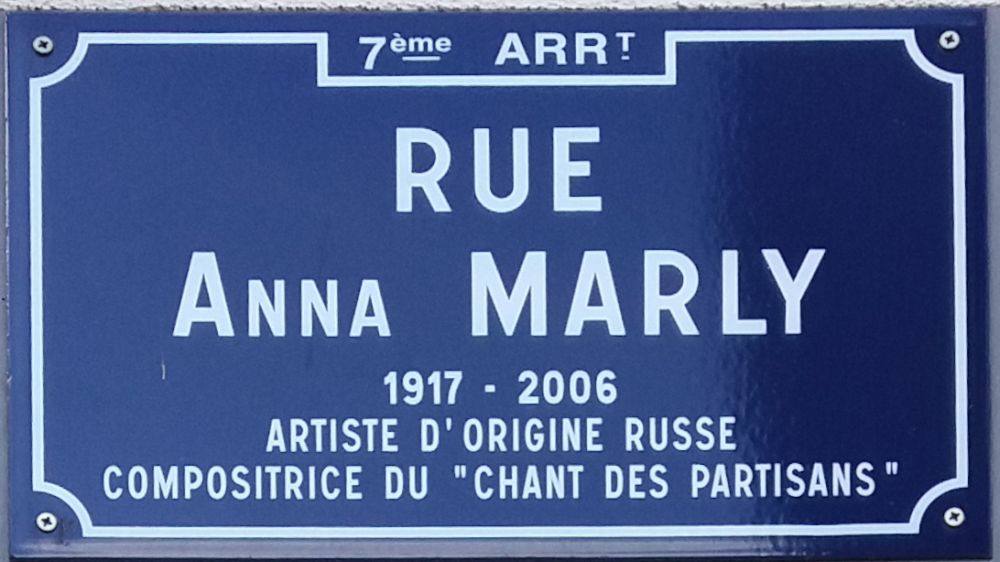 7ème ARRT
RUE
ANNA MARLY
1917 - 2006
ARTISTE D'ORIGINE RUSSE
COMPOSITRICE DU "CHANT DES PARTISANS"